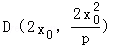 D (2x₀, 2x₀²/p)